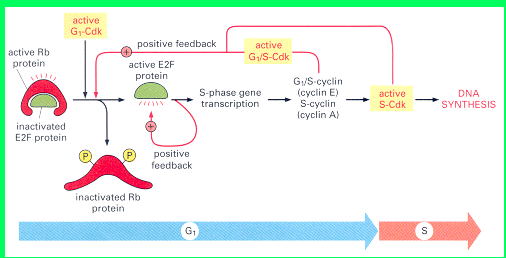 active
G1-Cdk
positive feedback
active
G1/S-Cdk
active Rb
protein
active E2F
protein
S-phase gene
transcription
G1/S-cyclin
(cyclin E)
S-cyclin
(cyclin A)
active
S-Cdk
DNA
SYNTHESIS
inactivated
E2F protein
+
+
positive
feedback
P
P
inactivated Rb
protein
G1
S